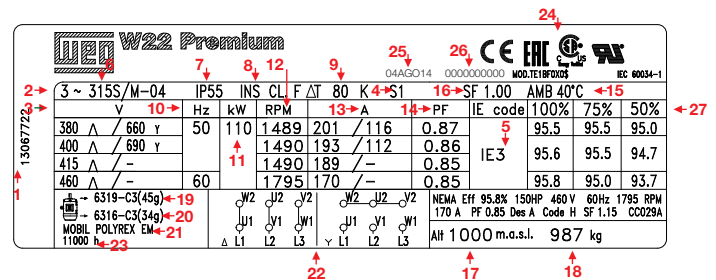 24
7 8 12 9 25 26
WEG W22 Premium
04AGO14 0000000000 MOD.TE1BF0X0$
CE EAC US IEC 60034-1
2 3 ~ 315S/M-04 IP55 INS CL. F ΔT 80 K 4 S1 16 SF 1.00 AMB 40°C 15
3 V 10 Hz kW RPM 13 A 14 PF IE code 100% 75% 50% 27
380 Δ / 660 Y 50 110 1489 201 / 116 0.87 5 95.5 95.5 95.0
400 Δ / 690 Y 1490 193 / 112 0.86 IE3 95.6 95.5 94.7
415 Δ / - 11 1490 189 / - 0.85
460 Δ / - 60 1795 170 / - 0.85 95.8 95.0 93.7
13067722
1
6319-C3(45g) 19
6316-C3(34g) 20
MOBIL POLYREX EM 21
11000 h 23
W2 U2 V2
U1 V1 W1
Δ L1 L2 L3
W2 U2 V2
U1 V1 W1
Y L1 L2 L3
22
NEMA Eff 95.8% 150HP 460 V 60Hz 1795 RPM
170 A PF 0.85 Des A Code H SF 1.15 CC029A
Alt 1000 m.a.s.l. 987 kg
17 18